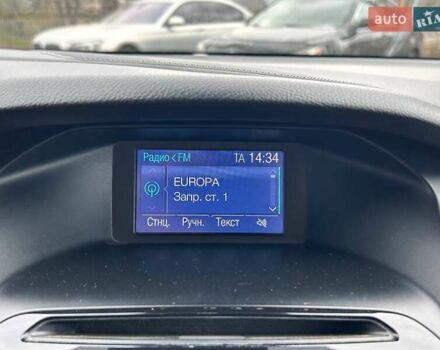 auto RIA
Радио < FM TA 14:34
EUROPA
Запр. ст. 1
Стнц. Ручн. Текст